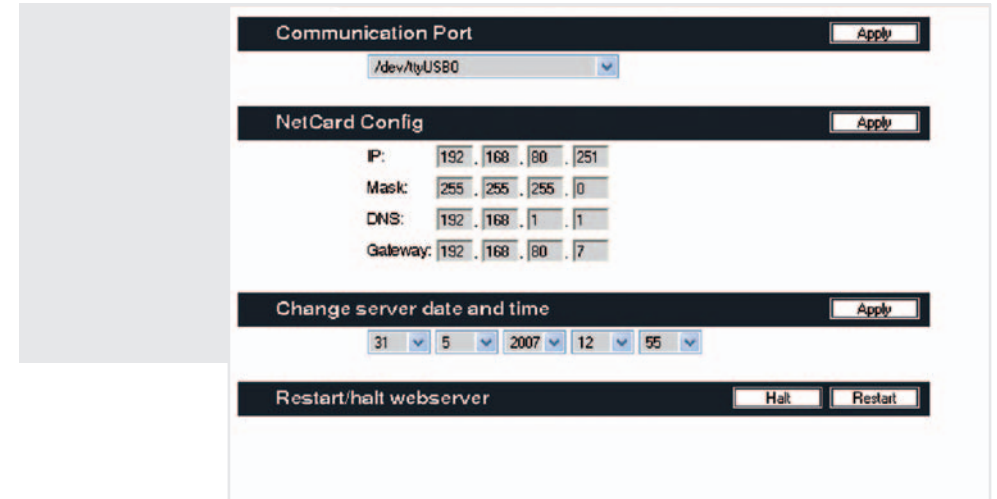 Communication Port Apply
/dev/ttyUSB0
NetCard Config Apply
IP: 192 . 168 . 80 . 251
Mask: 255 . 255 . 255 . 0
DNS: 192 . 168 . 1 . 1
Gateway: 192 . 168 . 80 . 7
Change server date and time Apply
31 5 2007 12 55
Restart/halt webserver Halt Restart